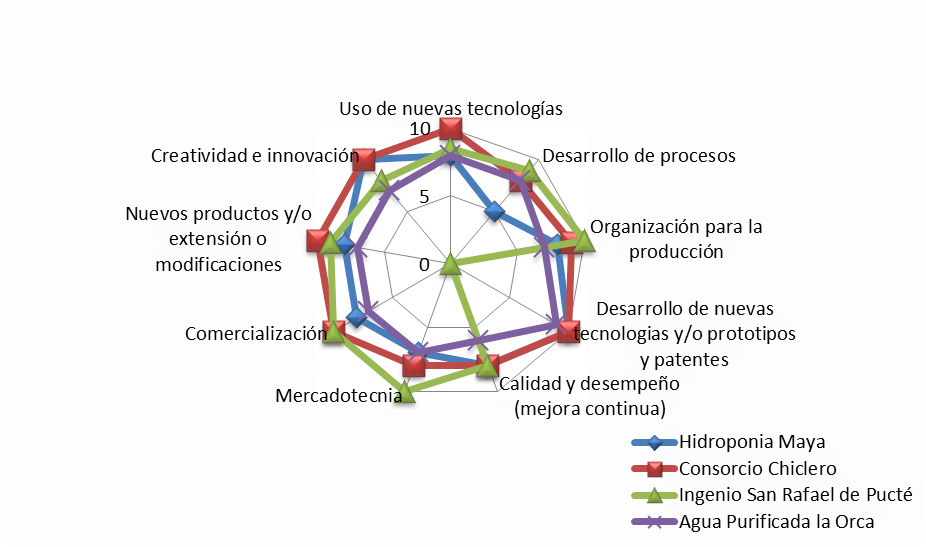 Uso de nuevas tecnologías
10
Creatividad e innovación
Desarrollo de procesos
5
Nuevos productos y/o
extensión o
modificaciones
Organización para la
producción
0
Comercialización
Desarrollo de nuevas
tecnologias y/o prototipos
y patentes
Mercadotecnia
Calidad y desempeño
(mejora continua)
Hidroponia Maya
Consorcio Chiclero
Ingenio San Rafael de Pucté
Agua Purificada la Orca